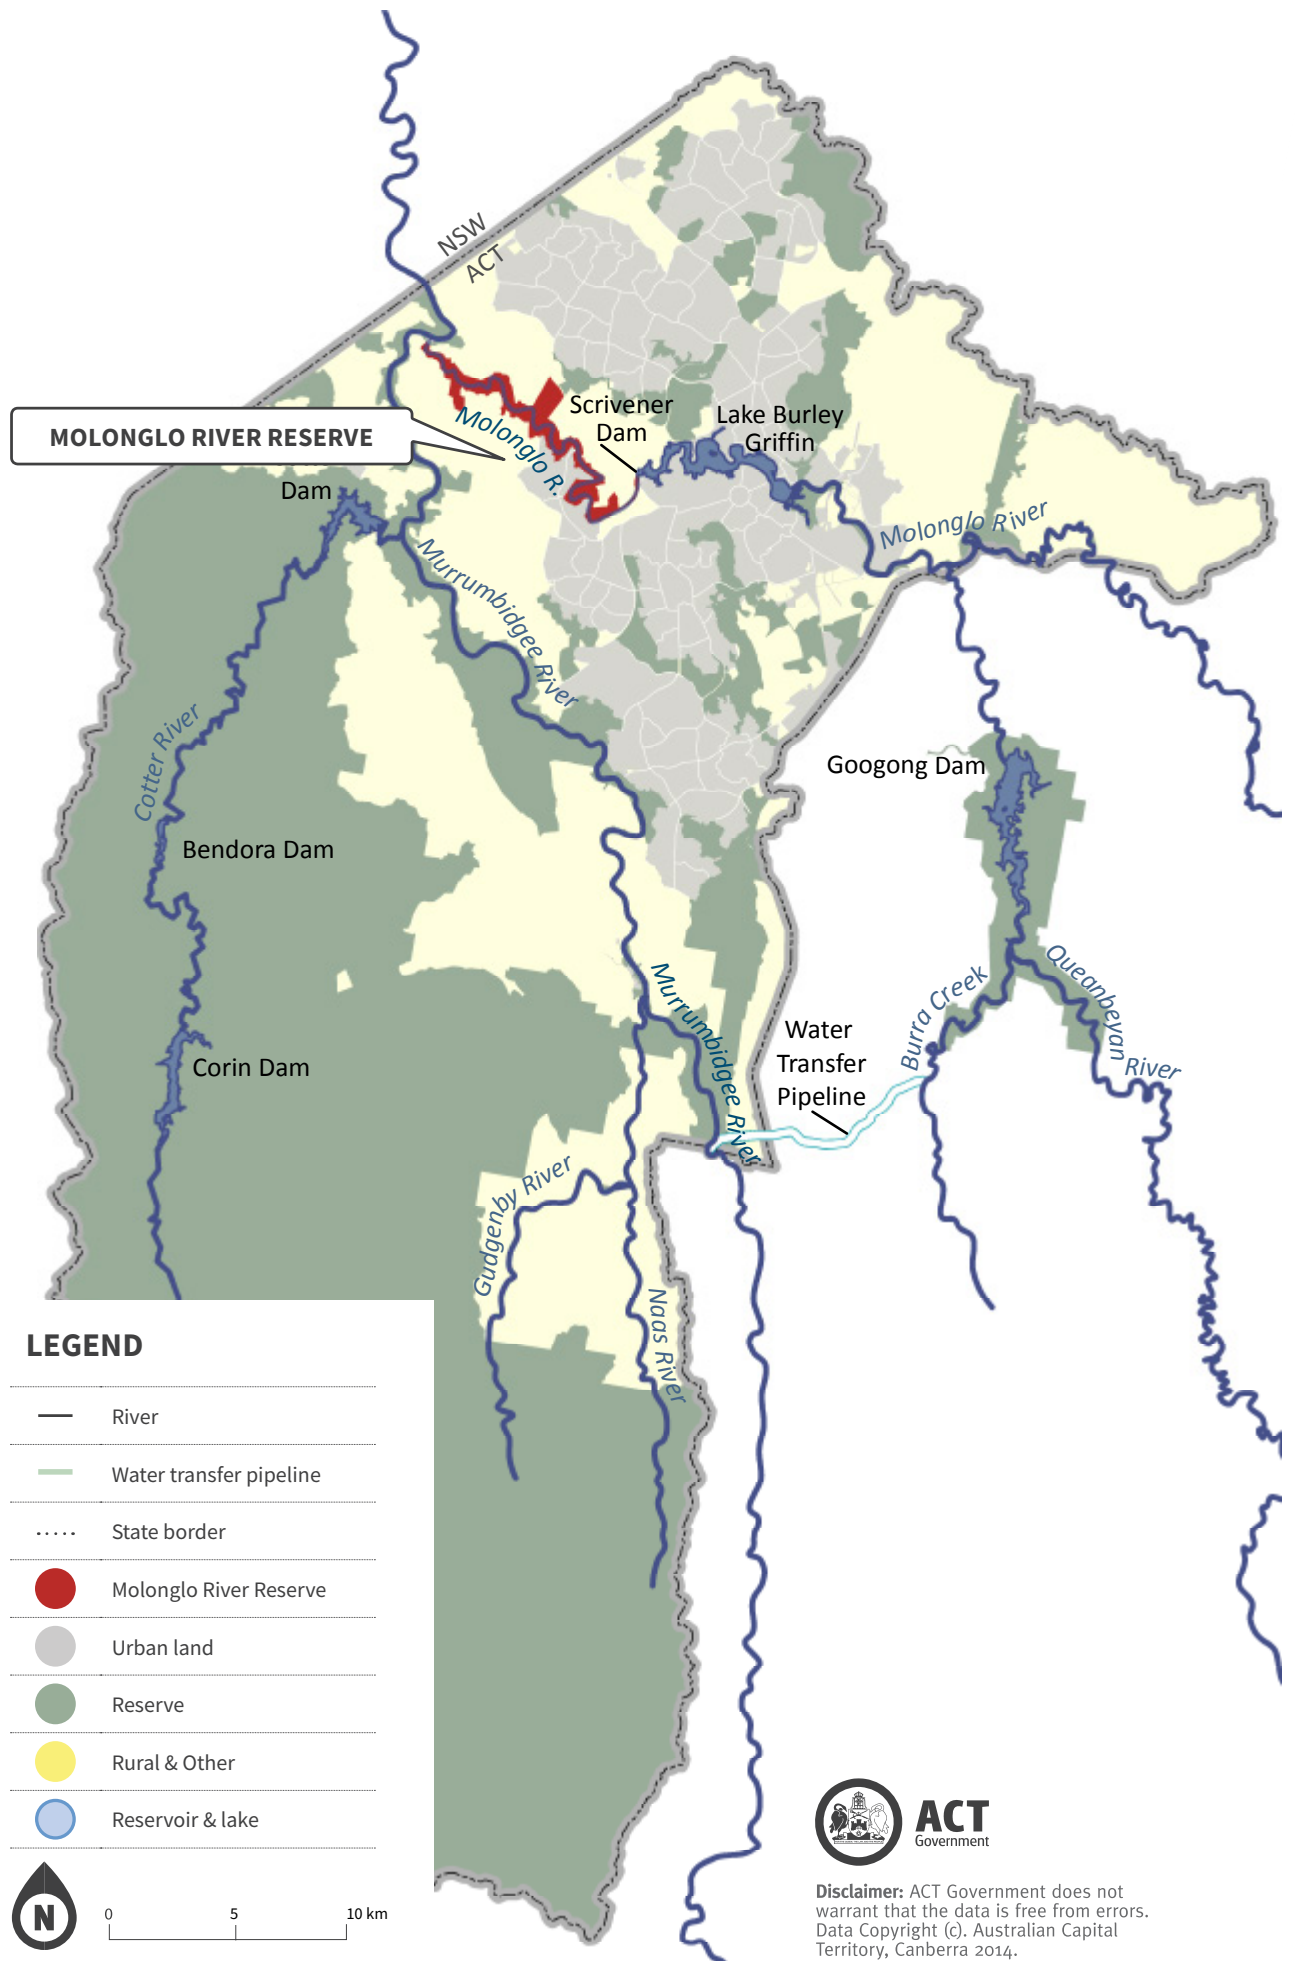 NSW
ACT
Scrivener
Dam
Lake Burley
Griffin
MOLONGLO RIVER RESERVE
Molonglo R.
Dam
Molonglo River
Murrumbidgee River
Cotter River
Googong Dam
Bendora Dam
Murrumbidgee River
Burra Creek
Queanbeyan
River
Water
Transfer
Pipeline
Corin Dam
Gudgenby River
Naas River
LEGEND
River
Water transfer pipeline
State border
Molonglo River Reserve
Urban land
Reserve
Rural & Other
Reservoir & lake
N
0 5 10 km
ACT
Government
Disclaimer: ACT Government does not
warrant that the data is free from errors.
Data Copyright (c). Australian Capital
Territory, Canberra 2014.